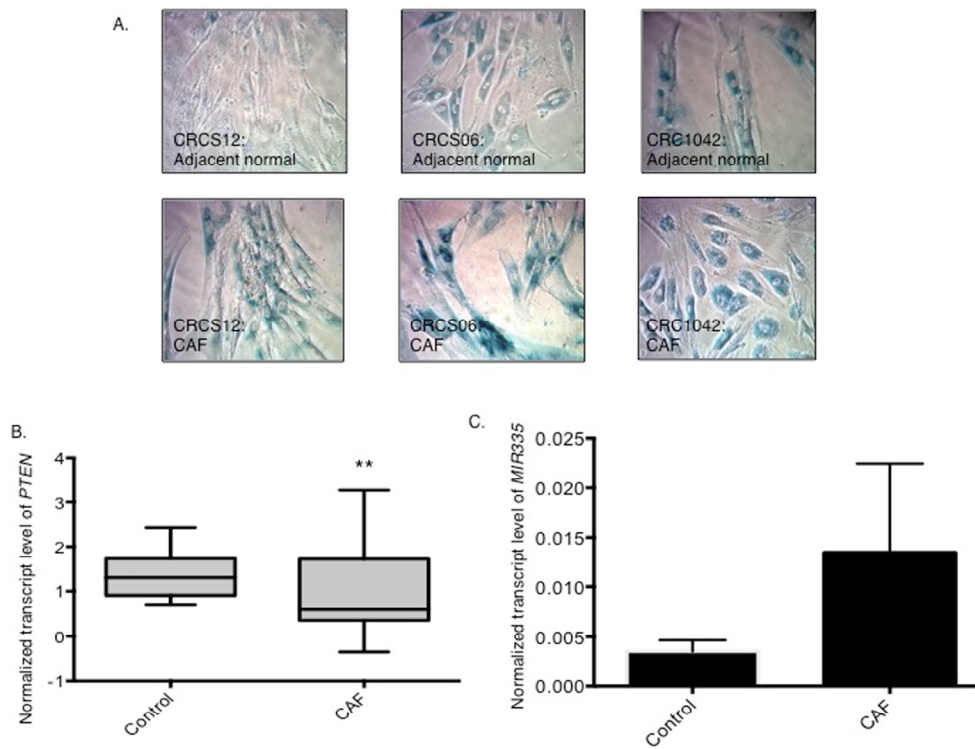 A.
CRCS12:
Adjacent normal
CRCS06:
Adjacent normal
CRC1042:
Adjacent normal
CRCS12:
CAF
CRCS06:
CAF
CRC1042:
CAF
B.
Normalized transcript level of PTEN
4
3
2
1
0
-1
**
Control
CAF
C.
Normalized transcript level of MIR335
0.025
0.020
0.015
0.010
0.005
0.000
Control
CAF